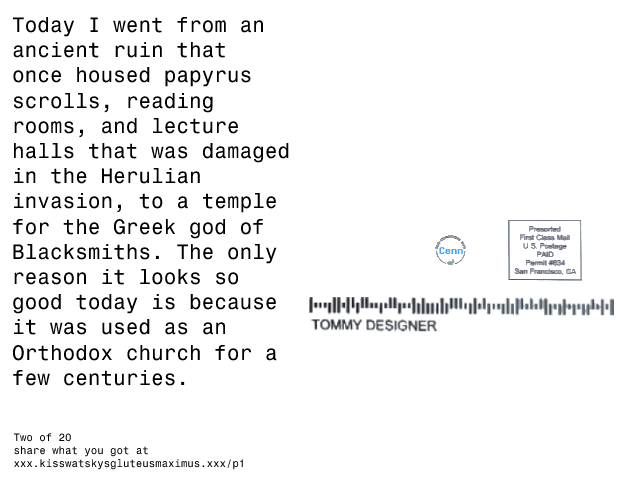 Today I went from an
ancient ruin that
once housed papyrus
scrolls, reading
rooms, and lecture
halls that was damaged
in the Herulian
invasion, to a temple
for the Greek god of
Blacksmiths. The only
reason it looks so
good today is because
it was used as an
Orthodox church for a
few centuries.
Cenn
Presorted
First Class Mail
U S. Postage
PAID
Permit #634
San Francisco, CA
TOMMY DESIGNER
Two of 20
share what you got at
xxx.kisswatskysgluteusmaximus.xxx/p1